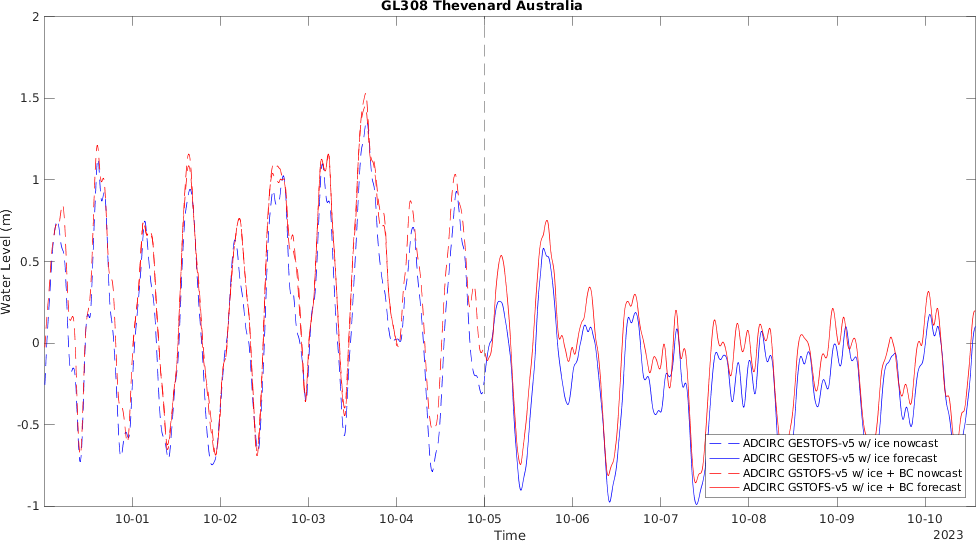 GL308 Thevenard Australia
2
1.5
1
0.5
0
-0.5
-1
Water Level (m)
ADCIRC GESTOFS-v5 w/ ice nowcast
ADCIRC GESTOFS-v5 w/ ice forecast
ADCIRC GSTOFS-v5 w/ ice + BC nowcast
ADCIRC GSTOFS-v5 w/ ice + BC forecast
10-01 10-02 10-03 10-04 10-05 10-06 10-07 10-08 10-09 10-10
Time
2023